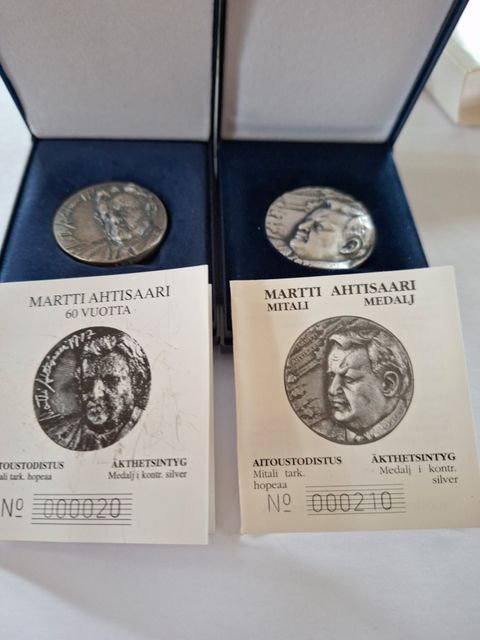 MARTTI AHTISAARI
60 VUOTTA
AITOUSTODISTUS
Mitali tark.
hopeaa
ÄKTHETSINTYG
Medalj i kontr.
silver
Nº 000020
MARTTI AHTISAARI
MITALI MEDALJ
AITOUSTODISTUS
Mitali tark.
hopeaa
ÄKTHETSINTYG
Medalj i kontr.
silver
Nº 000210